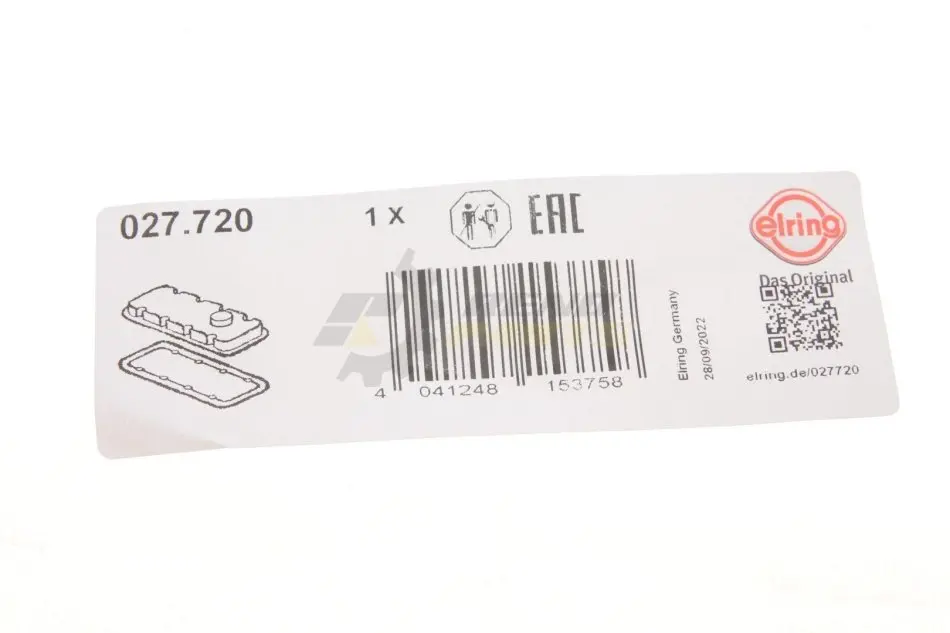 027.720
1 X
EAC
elring
Das Original
4 041248 153758
Elring Germany
28/09/2022
elring.de/027720